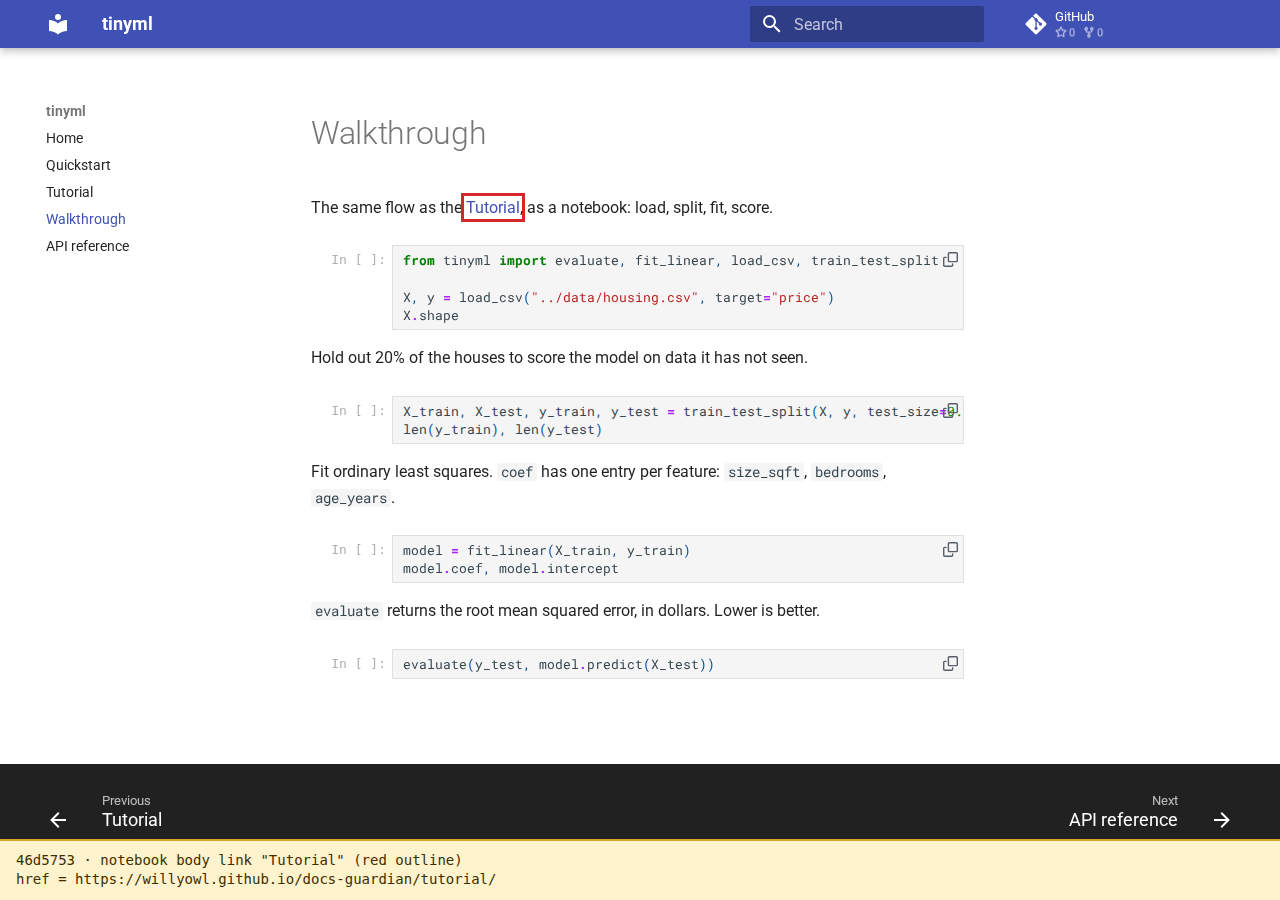 tinyml
Search
GitHub
0 0
tinyml
Home
Quickstart
Tutorial
Walkthrough
API reference
Walkthrough
The same flow as the Tutorial, as a notebook: load, split, fit, score.
In [ ]:
from tinyml import evaluate, fit_linear, load_csv, train_test_split
X, y = load_csv("../data/housing.csv", target="price")
X.shape
Hold out 20% of the houses to score the model on data it has not seen.
In [ ]:
X_train, X_test, y_train, y_test = train_test_split(X, y, test_size=0.
len(y_train), len(y_test)
Fit ordinary least squares. coef has one entry per feature: size_sqft, bedrooms,
age_years.
In [ ]:
model = fit_linear(X_train, y_train)
model.coef, model.intercept
evaluate returns the root mean squared error, in dollars. Lower is better.
In [ ]:
evaluate(y_test, model.predict(X_test))
Previous
Tutorial
Next
API reference
46d5753 · notebook body link "Tutorial" (red outline)
href = https://willyowl.github.io/docs-guardian/tutorial/